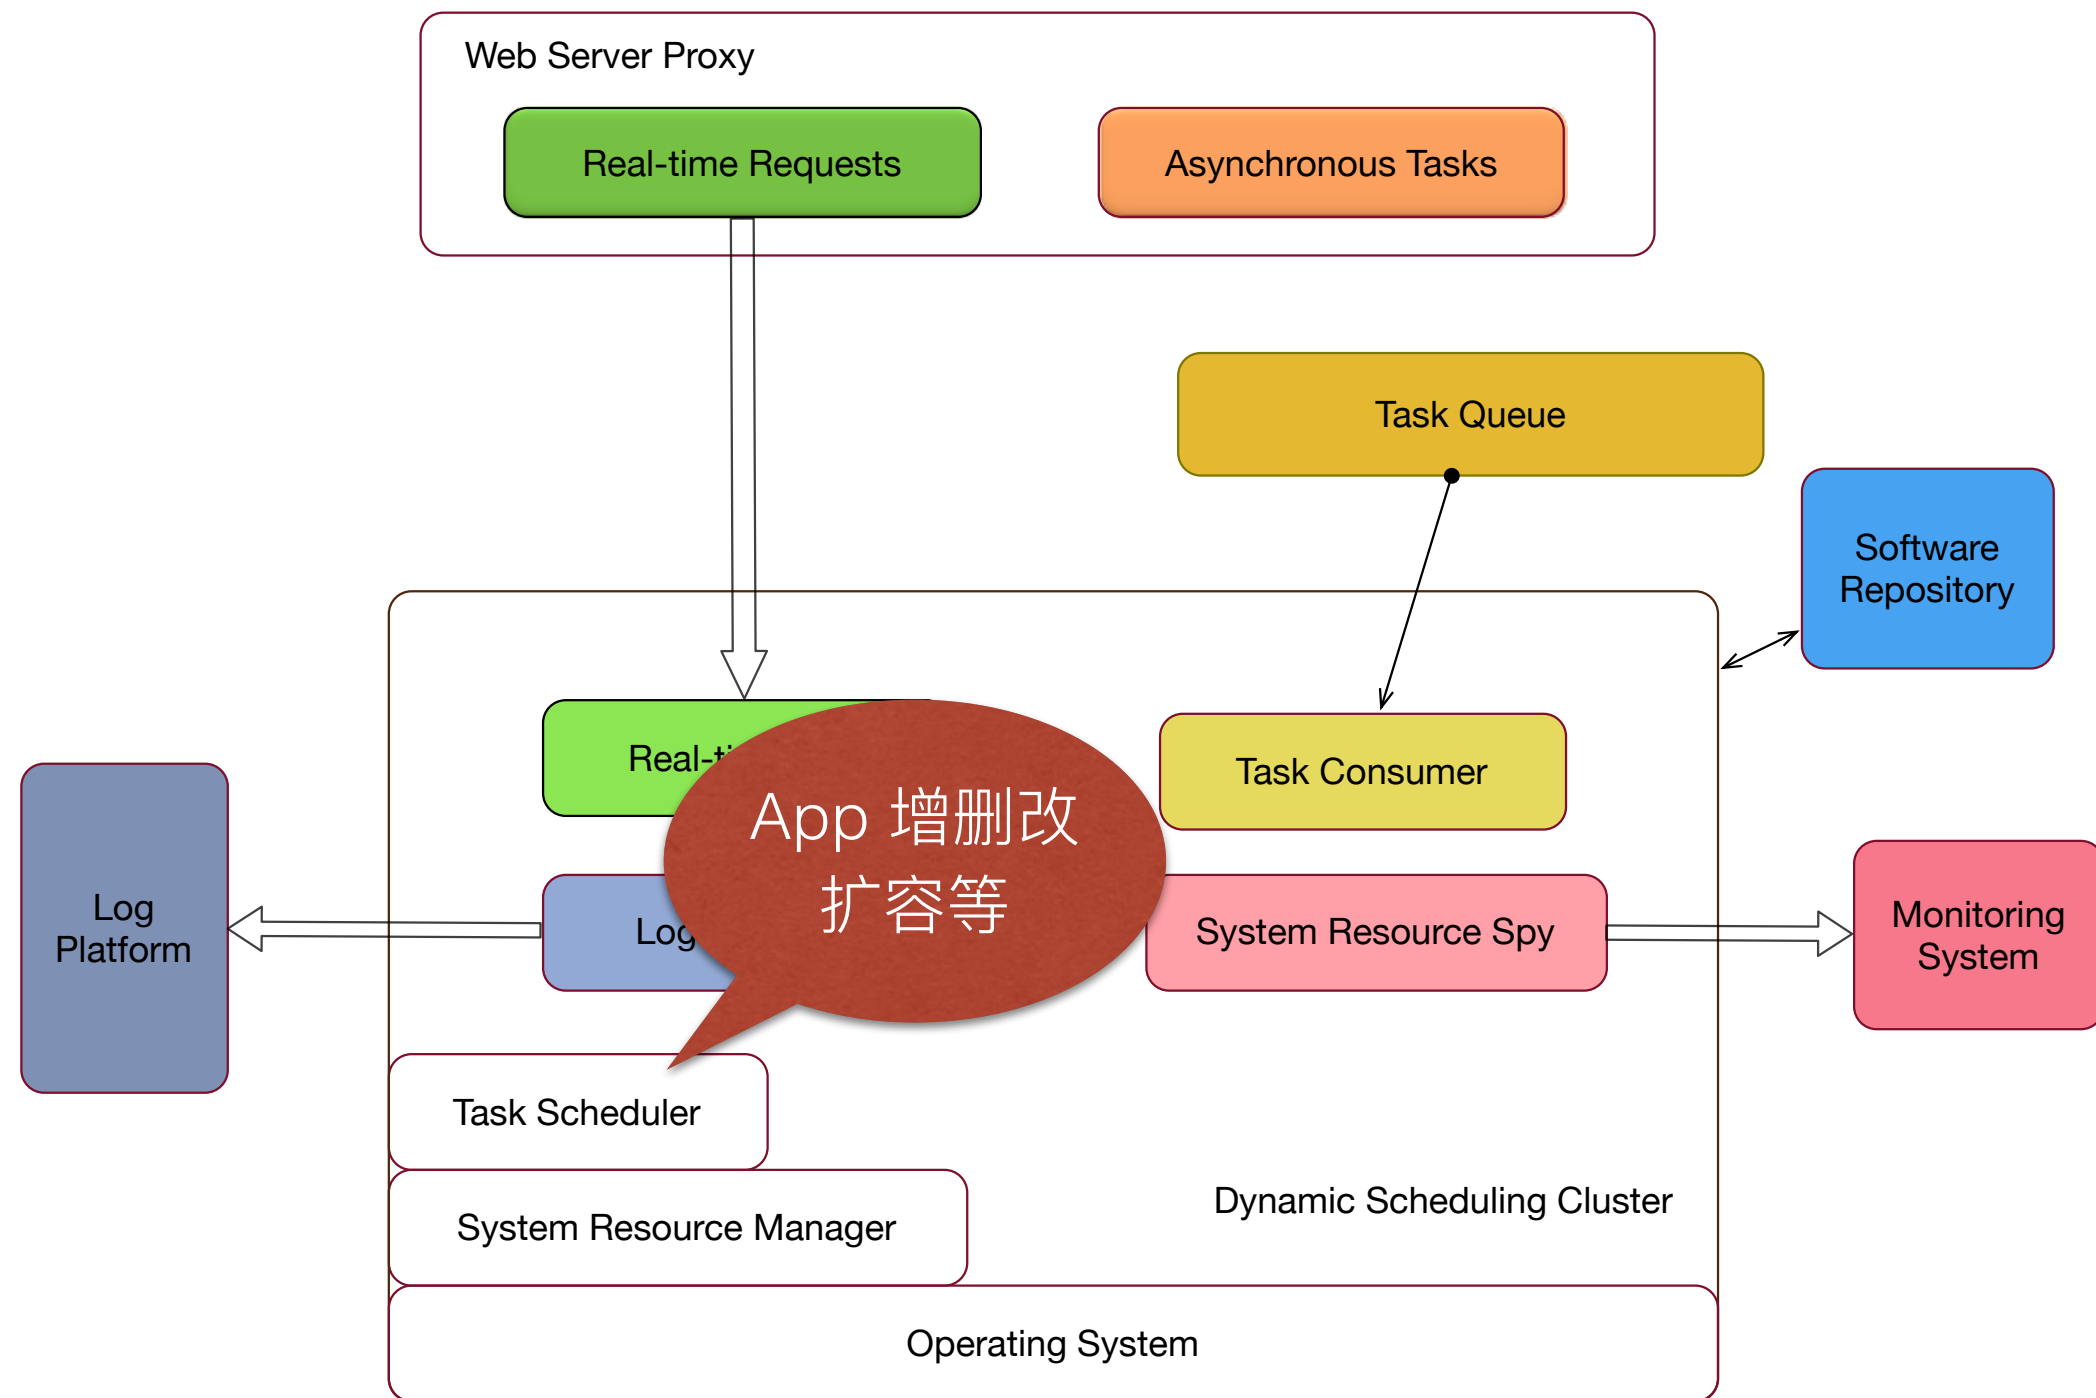 Web Server Proxy
Real-time Requests
Asynchronous Tasks
Task Queue
Software
Repository
Task Consumer
App 增删改
扩容等
Log
Platform
System Resource Spy
Monitoring
System
Task Scheduler
Dynamic Scheduling Cluster
System Resource Manager
Operating System